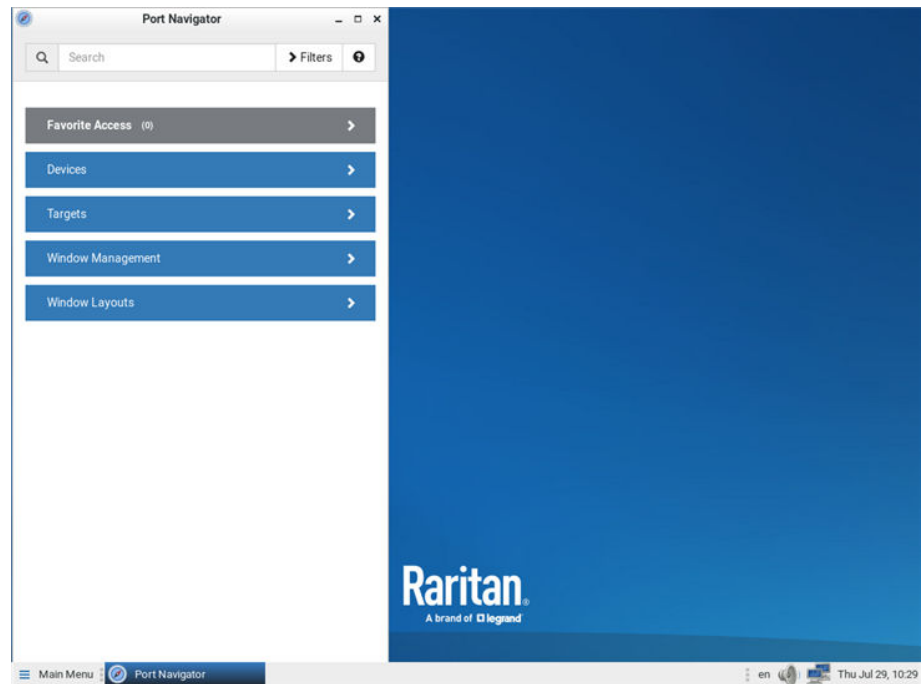 Port Navigator
Search
Filters
Favorite Access (0)
Devices
Targets
Window Management
Window Layouts
Raritan®
A brand of legrand®
Main Menu
Port Navigator
en
Thu Jul 29, 10:29